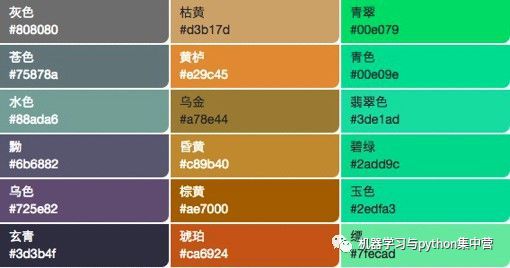 灰色
#808080
枯黄
#d3b17d
青翠
#00e079
苍色
#75878a
黄栌
#e29c45
青色
#00e09e
水色
#88ada6
乌金
#a78e44
翡翠色
#3de1ad
黝
#6b6882
昏黄
#c89b40
碧绿
#2add9c
乌色
#725e82
棕黄
#ae7000
玉色
#2edfa3
玄青
#3d3b4f
琥珀
#ca6924
缥
#7fecad
机器学习与python集中营